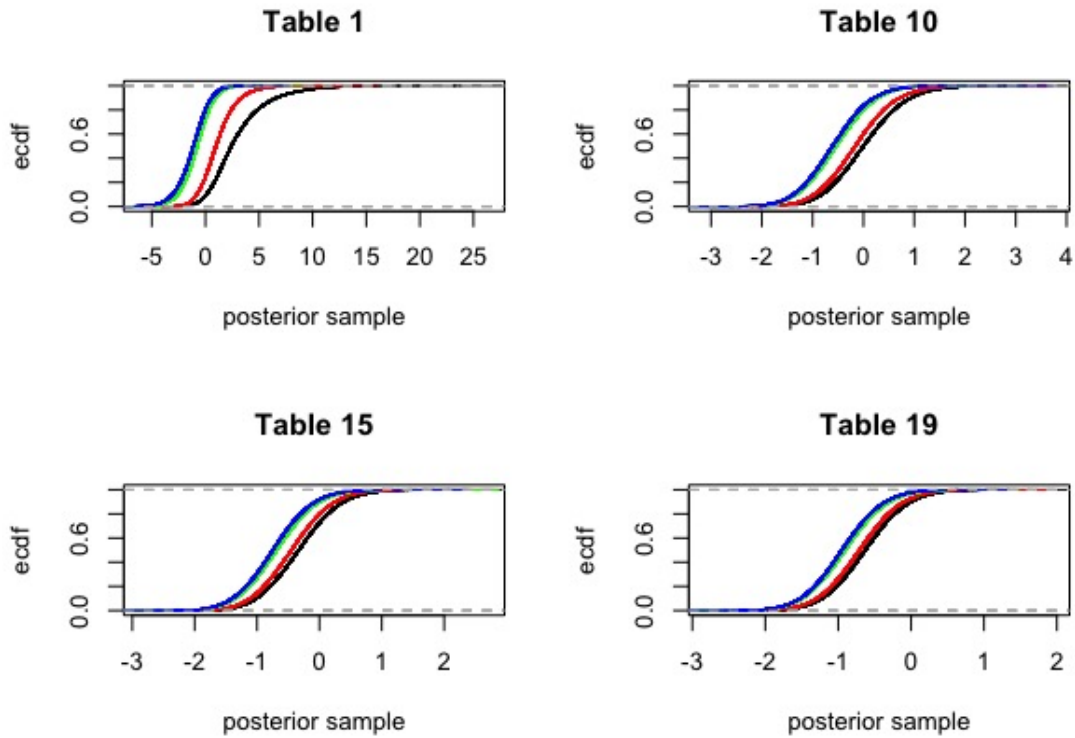 Table 1
ecdf
0.0 0.6
-5 0 5 10 15 20 25
posterior sample
Table 10
ecdf
0.0 0.6
-3 -2 -1 0 1 2 3 4
posterior sample
Table 15
ecdf
0.0 0.6
-3 -2 -1 0 1 2
posterior sample
Table 19
ecdf
0.0 0.6
-3 -2 -1 0 1 2
posterior sample